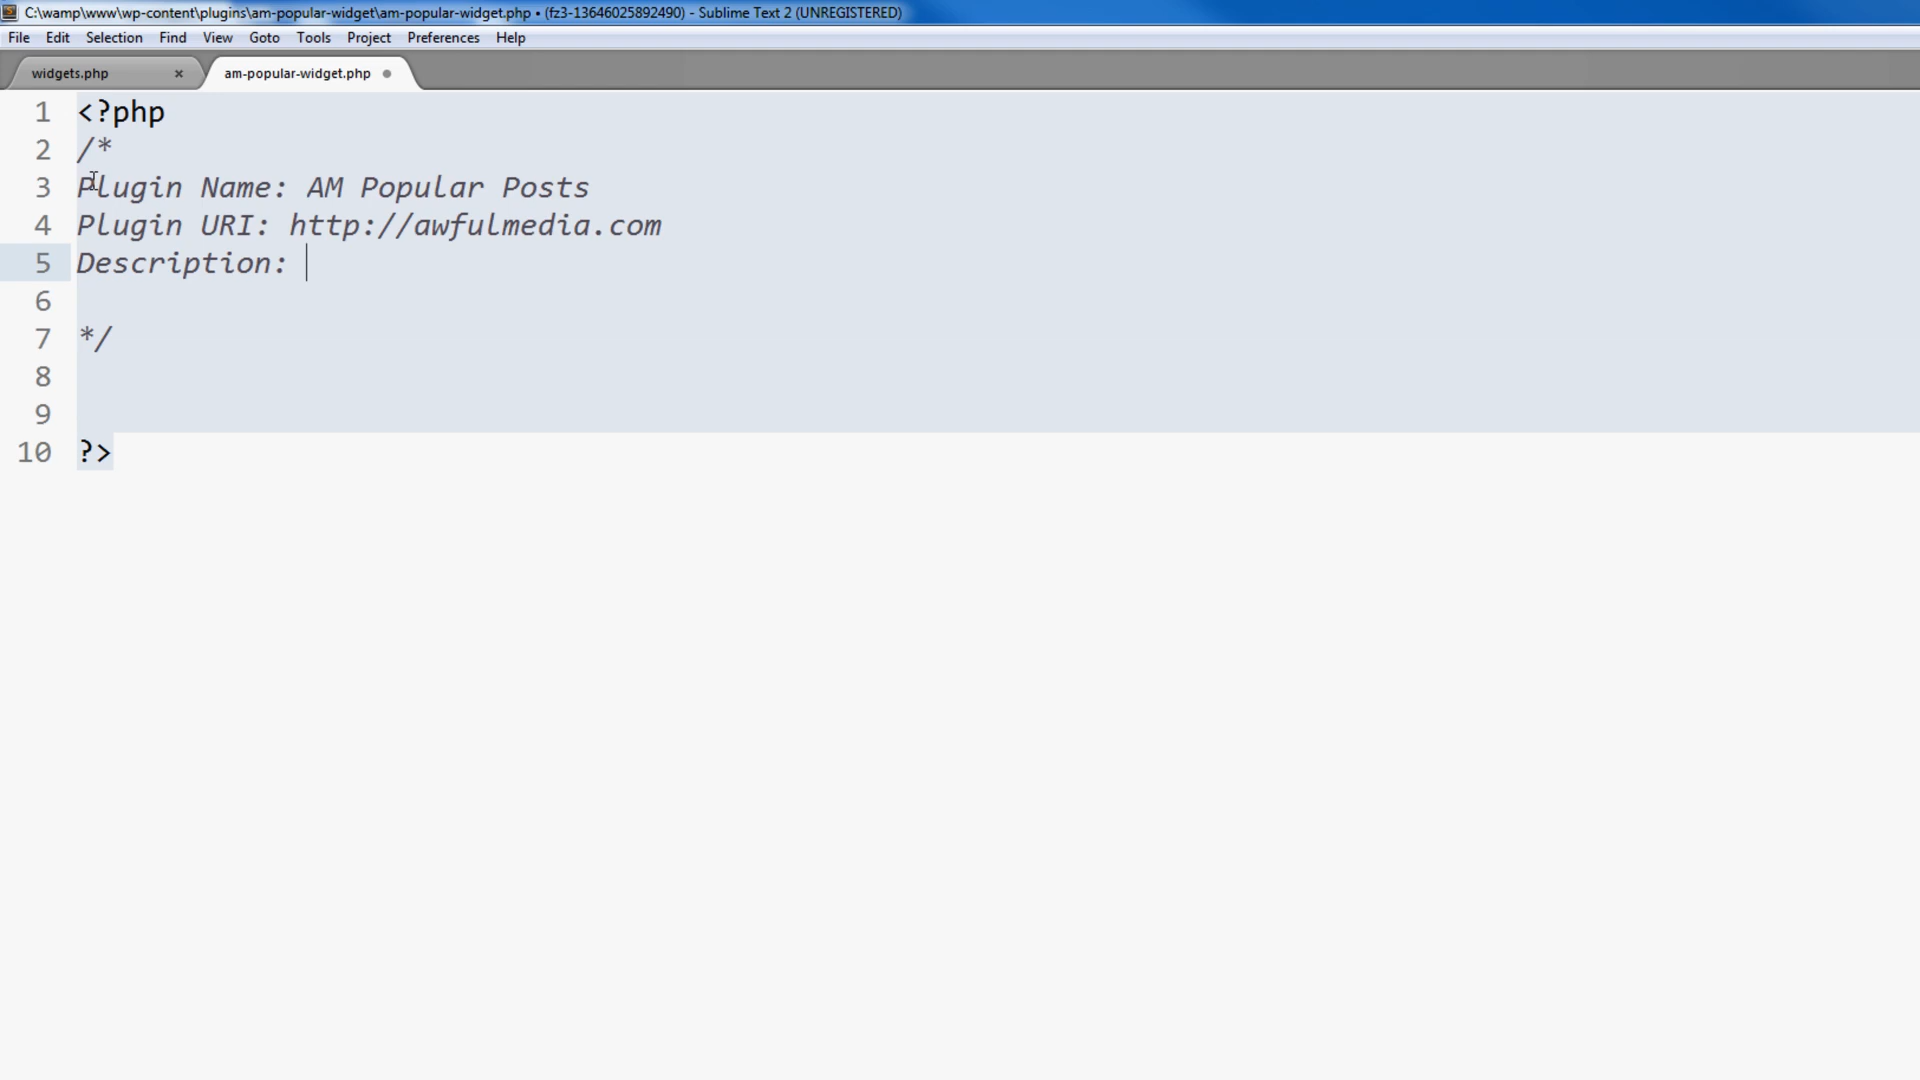 C:\wamp\www\wp-content\plugins\am-popular-widget\am-popular-widget.php • (fz3-13646025892490) - Sublime Text 2 (UNREGISTERED)
File Edit Selection Find View Goto Tools Project Preferences Help
widgets.php × am-popular-widget.php
1 <?php
2 /*
3 Plugin Name: AM Popular Posts
4 Plugin URI: http://awfulmedia.com
5 Description:
6
7 */
8
9
10 ?>